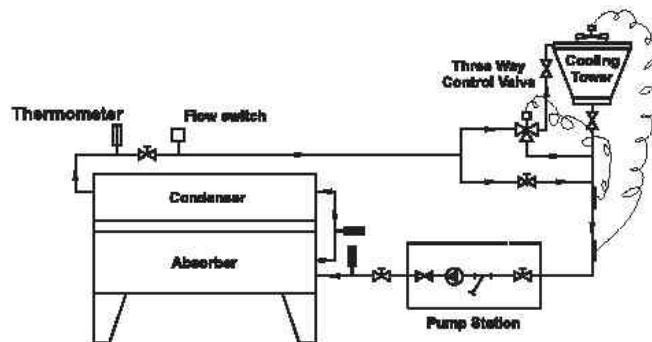 Three Way
Control Valve
Cooling
Tower
Thermometer
Flow switch
Condenser
Absorber
Pump Station